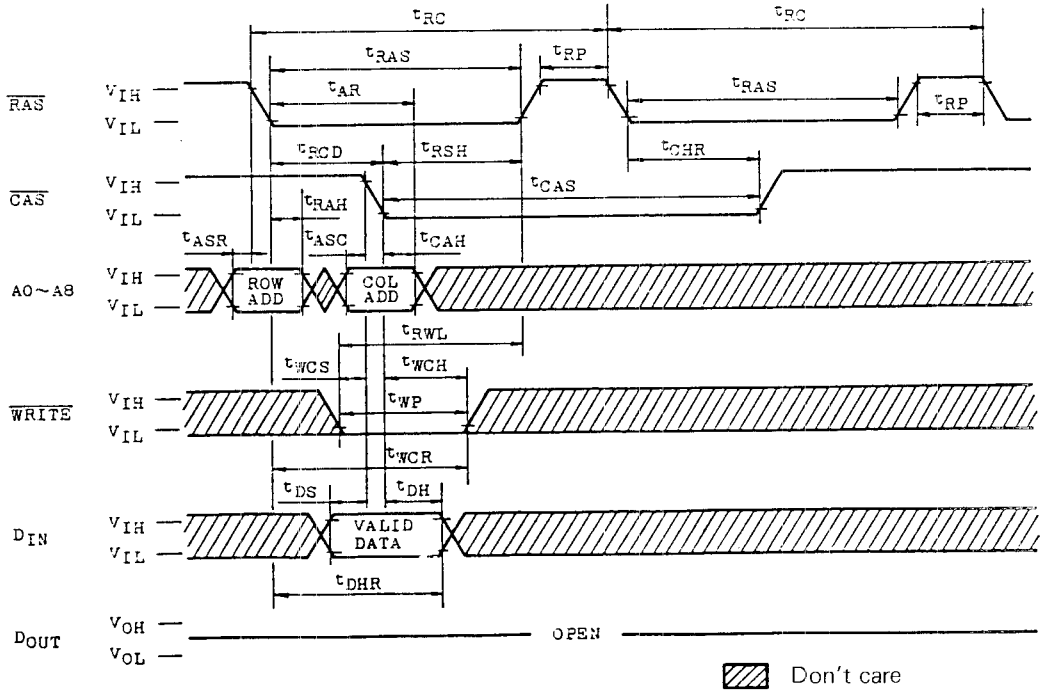 tRC tRC
tRAS tRP
tAR tRAS
RAS VIH
VIL
tRP
tRCD tRSH tCHR
CAS VIH
VIL
tCAS
tRAH
tASR tASC tCAH
A0~A8 VIH
VIL
ROW ADD
COL ADD
tRWL
tWCS tWCH
WRITE VIH
VIL
tWP
tWCR
tDS tDH
DIN VIH
VIL
VALID DATA
tDHR
DOUT VOH
VOL
OPEN
Don't care